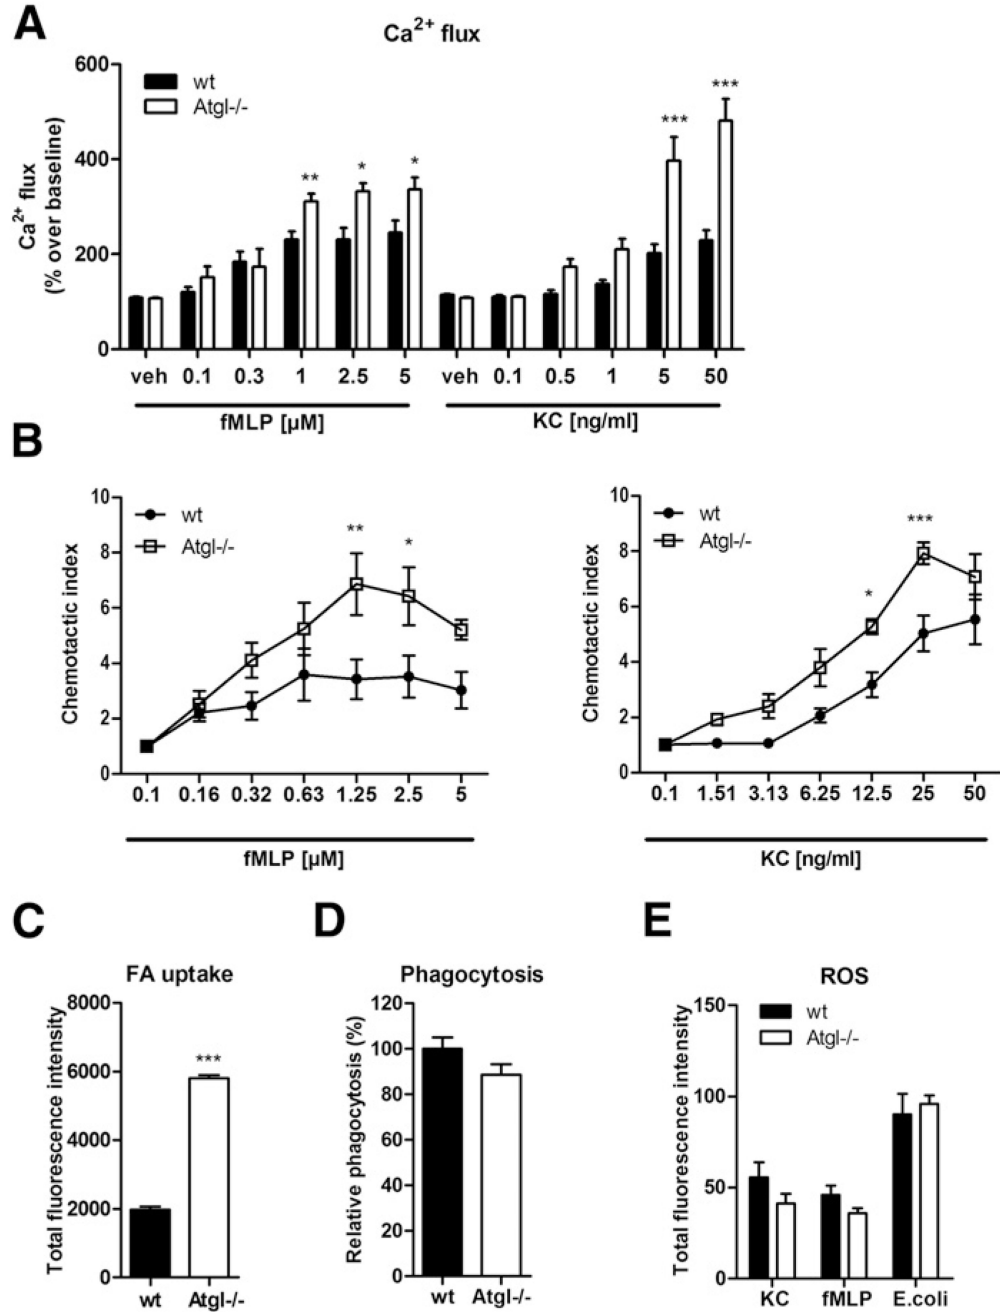 A
Ca2+ flux
Ca2+ flux
(% over baseline)
600
400
200
0
wt
Atgl-/-
** * * *** ***
veh 0.1 0.3 1 2.5 5 veh 0.1 0.5 1 5 50
fMLP [µM] KC [ng/ml]
B
Chemotactic index
10
8
6
4
2
0
wt
Atgl-/-
** *
0.1 0.16 0.32 0.63 1.25 2.5 5
fMLP [µM]
Chemotactic index
10
8
6
4
2
0
wt
Atgl-/-
* ***
0.1 1.51 3.13 6.25 12.5 25 50
KC [ng/ml]
C
FA uptake
Total fluorescence intensity
8000
6000
4000
2000
0
***
wt Atgl-/-
D
Phagocytosis
Relative phagocytosis (%)
120
100
80
60
40
20
0
wt Atgl-/-
E
ROS
Total fluorescence intensity
150
100
50
0
wt
Atgl-/-
KC fMLP E.coli